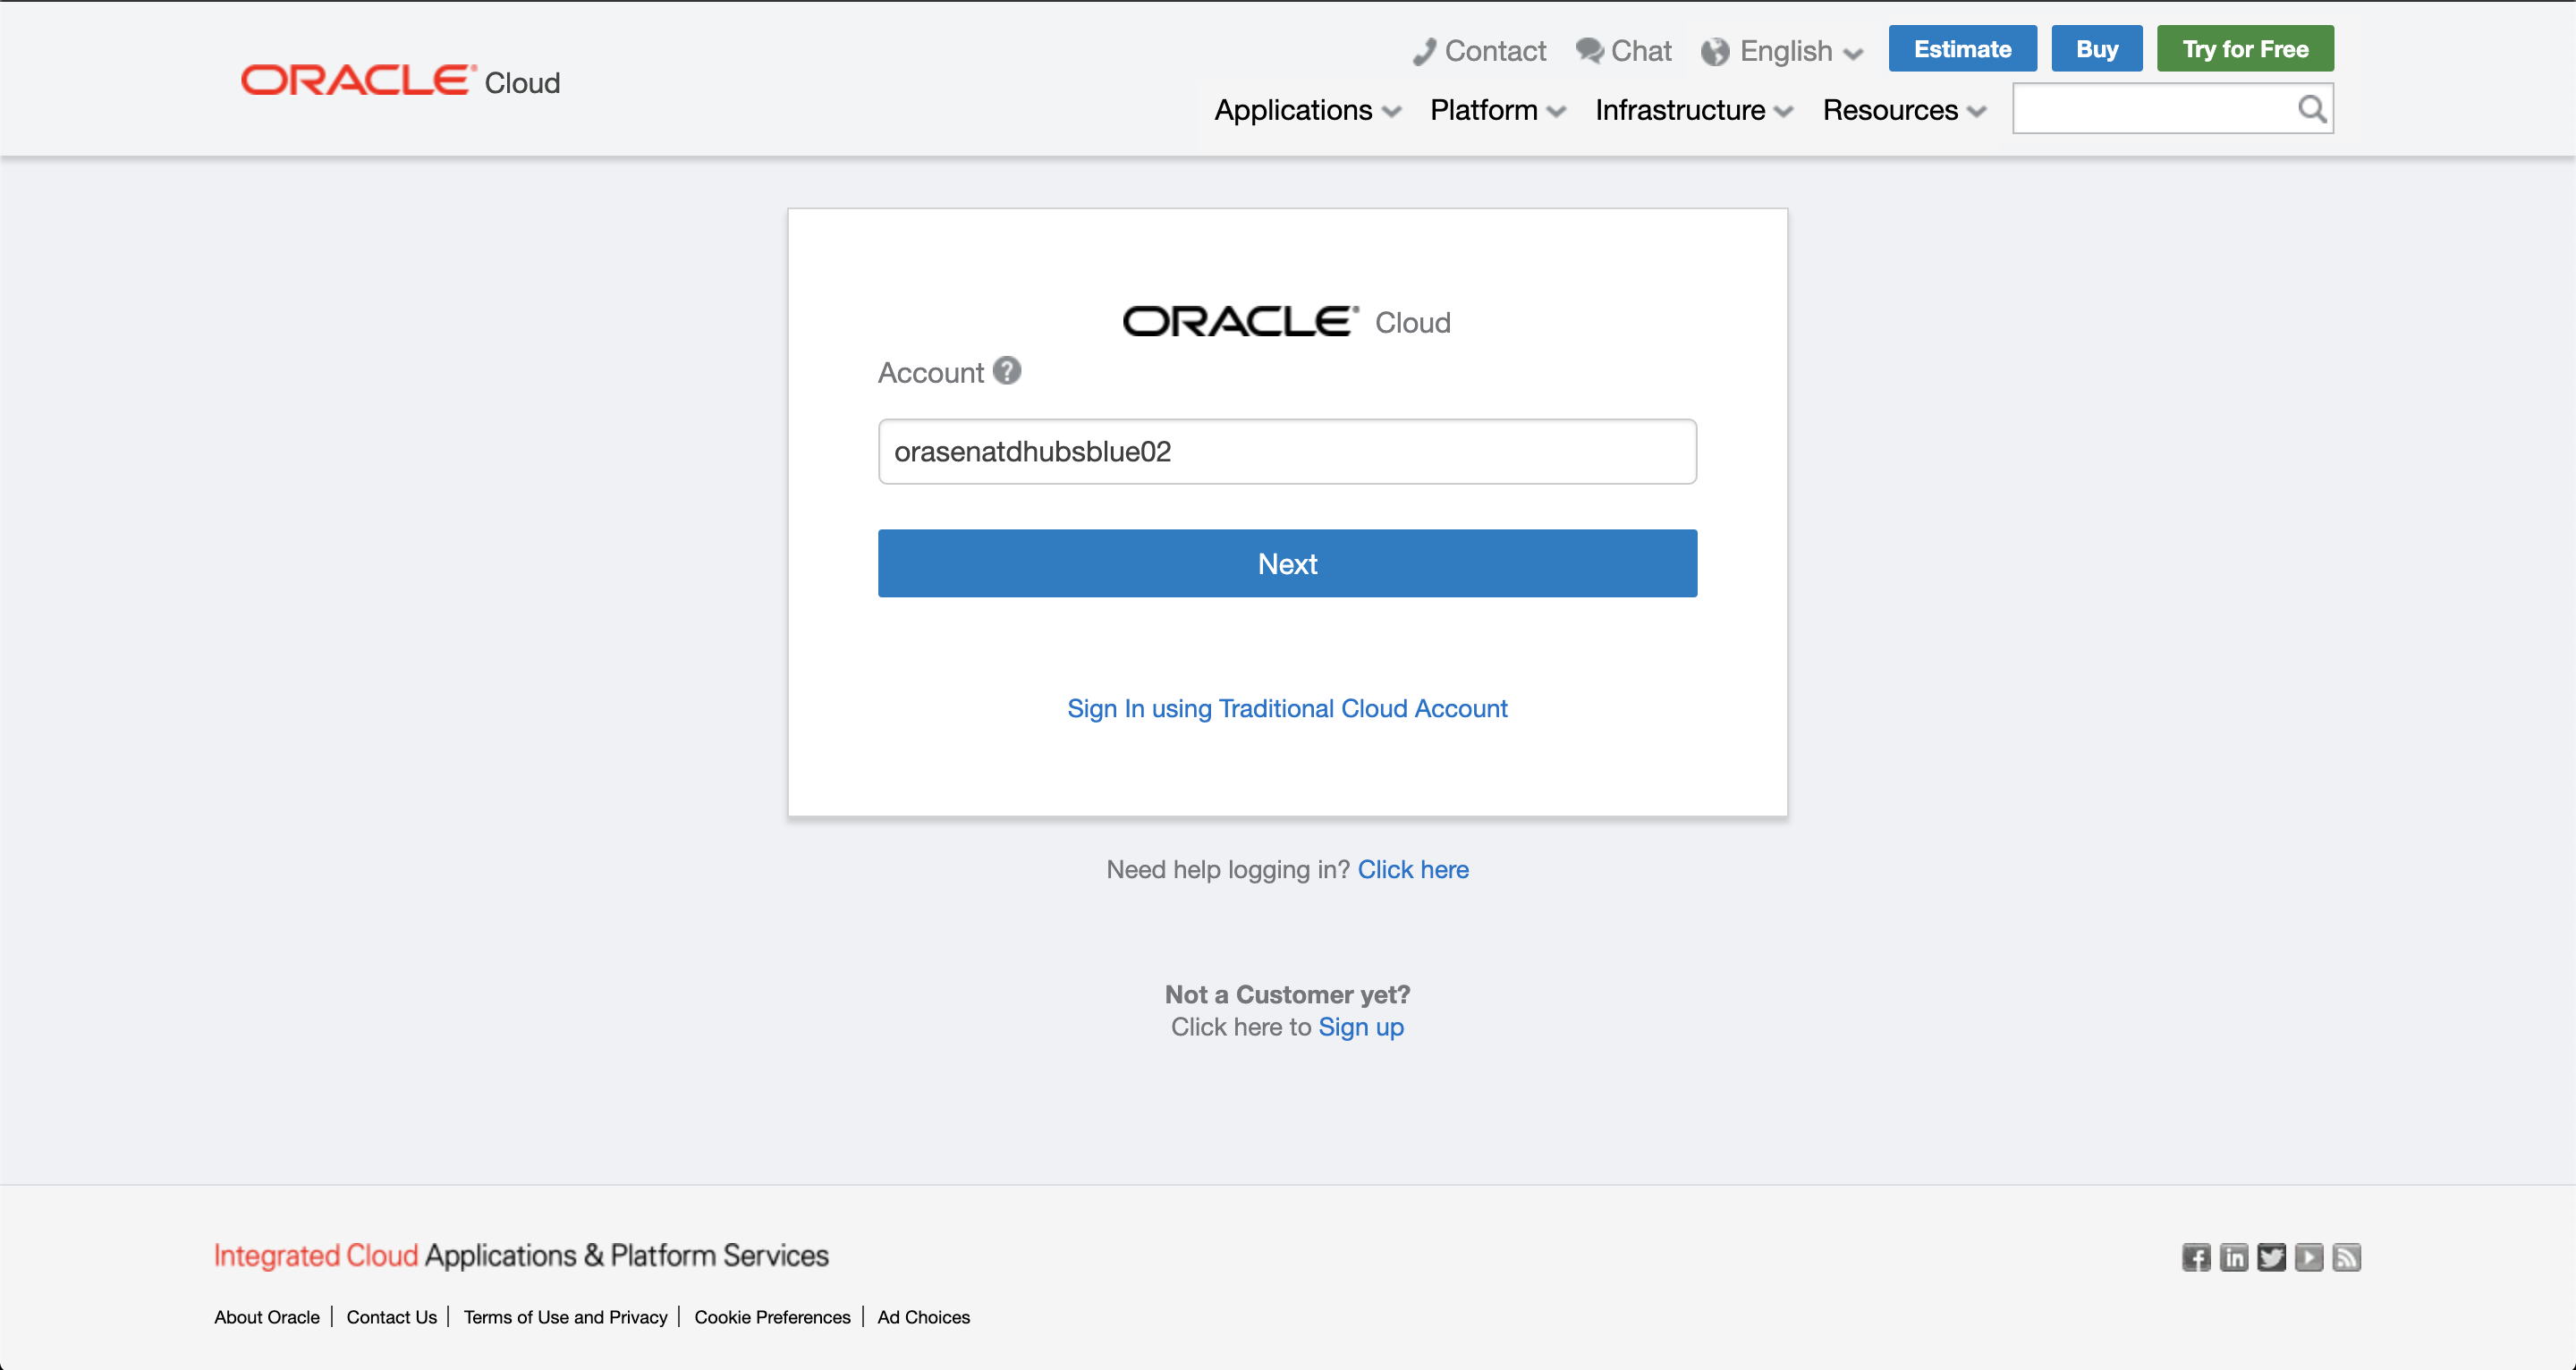 Contact Chat English Estimate Buy Try for Free
ORACLE® Cloud
Applications Platform Infrastructure Resources
ORACLE® Cloud
Account ?
orasenatdhubsblue02
Next
Sign In using Traditional Cloud Account
Need help logging in? Click here
Not a Customer yet?
Click here to Sign up
Integrated Cloud Applications & Platform Services
About Oracle | Contact Us | Terms of Use and Privacy | Cookie Preferences | Ad Choices